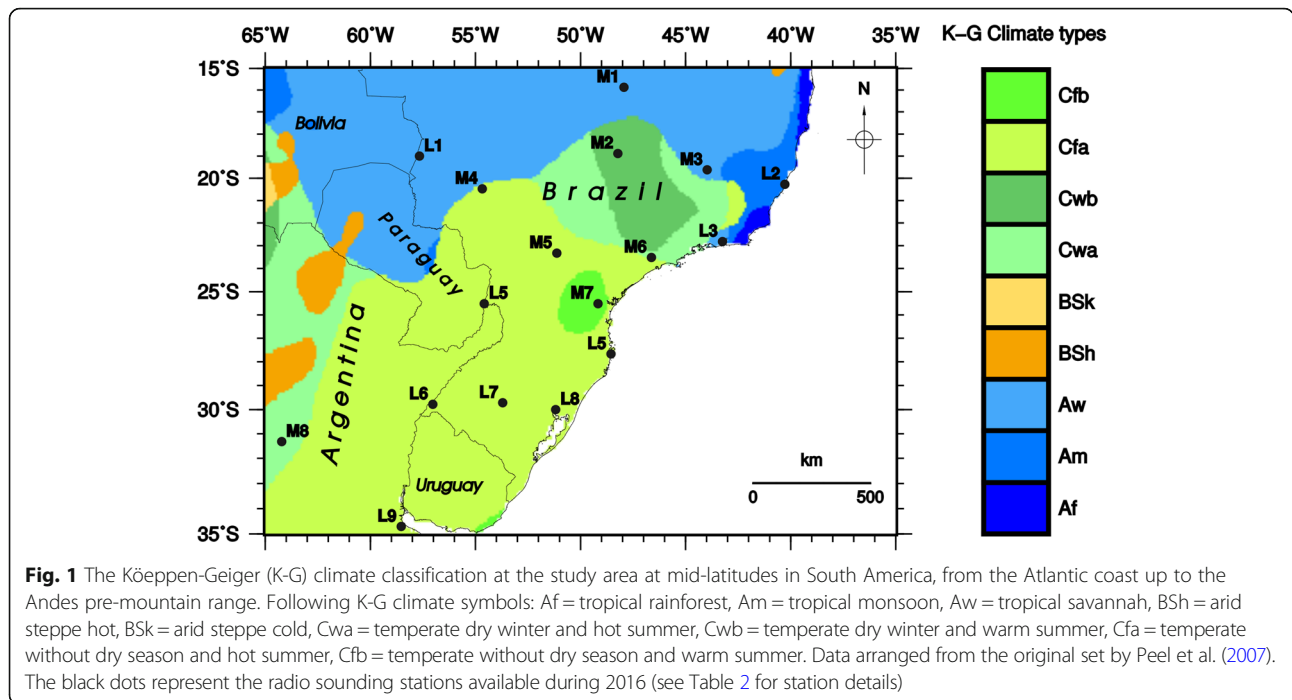 65°W 60°W 55°W 50°W 45°W 40°W 35°W
K–G Climate types
15°S
20°S
25°S
30°S
35°S
M1
N
Bolivia
L1
M2
M3
L2
M4
Brazil
Paraguay
M5
M6
L3
L5
M7
Argentina
L5
L6
L7
L8
M8
Uruguay
L9
km
0 500
Cfb
Cfa
Cwb
Cwa
BSk
BSh
Aw
Am
Af
Fig. 1 The Köeppen-Geiger (K-G) climate classification at the study area at mid-latitudes in South America, from the Atlantic coast up to the
Andes pre-mountain range. Following K-G climate symbols: Af = tropical rainforest, Am = tropical monsoon, Aw = tropical savannah, BSh = arid
steppe hot, BSk = arid steppe cold, Cwa = temperate dry winter and hot summer, Cwb = temperate dry winter and warm summer, Cfa = temperate
without dry season and hot summer, Cfb = temperate without dry season and warm summer. Data arranged from the original set by Peel et al. (2007).
The black dots represent the radio sounding stations available during 2016 (see Table 2 for station details)